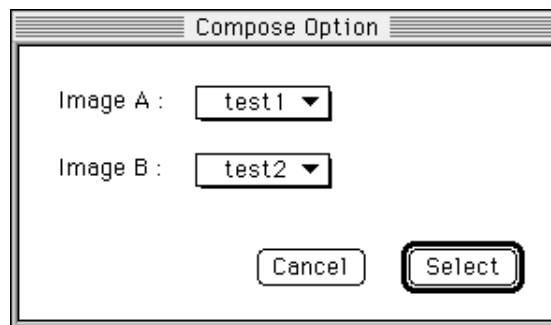 Compose Option
Image A : test1
Image B : test2
Cancel Select